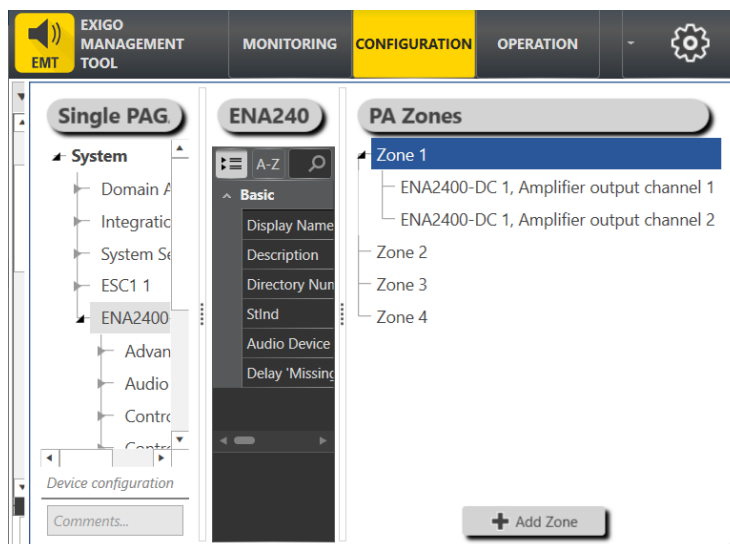 EXIGO
MANAGEMENT
TOOL
EMT
MONITORING
CONFIGURATION
OPERATION
Single PAG
System
Domain A
Integratic
System Se
ESC1 1
ENA2400-
Advan
Audio
Contro
Device configuration
Comments...
ENA240
A-Z
Basic
Display Name
Description
Directory Num
StInd
Audio Device
Delay 'Missing
PA Zones
Zone 1
ENA2400-DC 1, Amplifier output channel 1
ENA2400-DC 1, Amplifier output channel 2
Zone 2
Zone 3
Zone 4
Add Zone